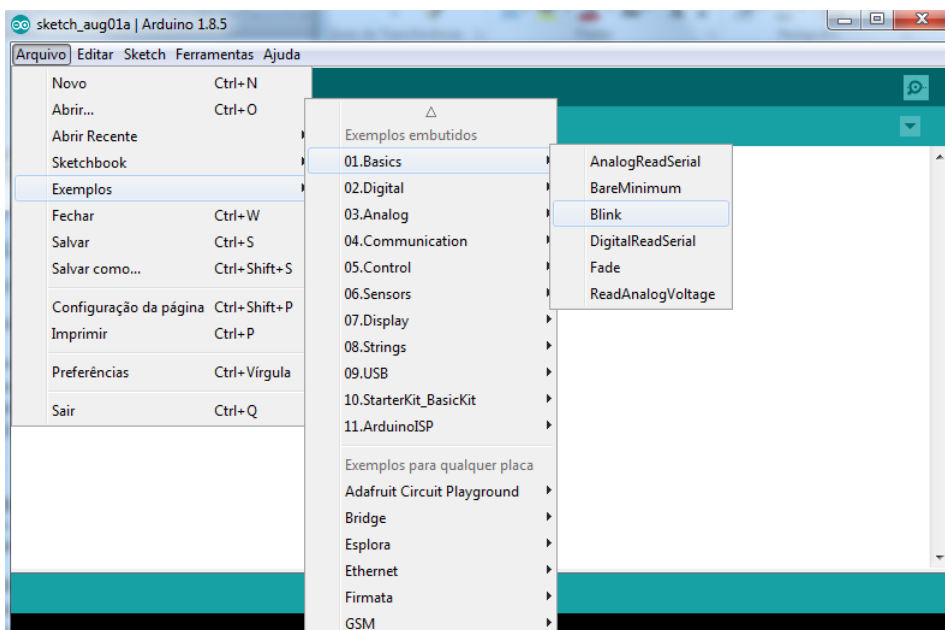 sketch_aug01a | Arduino 1.8.5
Arquivo Editar Sketch Ferramentas Ajuda
Novo Ctrl+N
Abrir... Ctrl+O
Abrir Recente
Sketchbook
Exemplos
Fechar Ctrl+W
Salvar Ctrl+S
Salvar como... Ctrl+Shift+S
Configuração da página Ctrl+Shift+P
Imprimir Ctrl+P
Preferências Ctrl+Vírgula
Sair Ctrl+Q
Exemplos embutidos
01.Basics
02.Digital
03.Analog
04.Communication
05.Control
06.Sensors
07.Display
08.Strings
09.USB
10.StarterKit_BasicKit
11.ArduinoISP
Exemplos para qualquer placa
Adafruit Circuit Playground
Bridge
Esplora
Ethernet
Firmata
GSM
AnalogReadSerial
BareMinimum
Blink
DigitalReadSerial
Fade
ReadAnalogVoltage